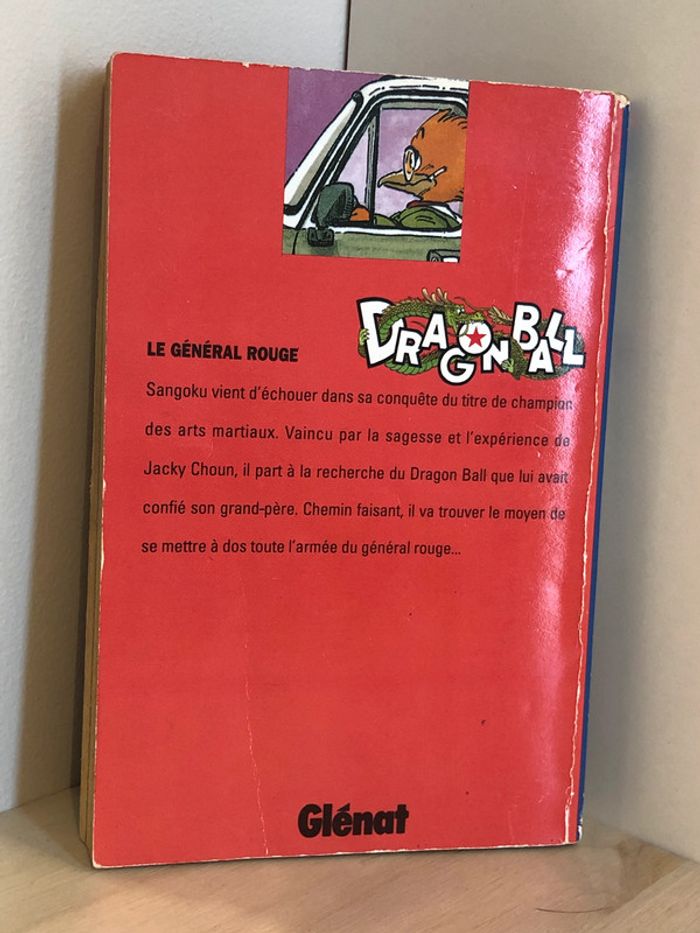 DRAGON BALL
LE GÉNÉRAL ROUGE
Sangoku vient d'échouer dans sa conquête du titre de champion
des arts martiaux. Vaincu par la sagesse et l'expérience de
Jacky Choun, il part à la recherche du Dragon Ball que lui avait
confié son grand-père. Chemin faisant, il va trouver le moyen de
se mettre à dos toute l'armée du général rouge...
Glénat